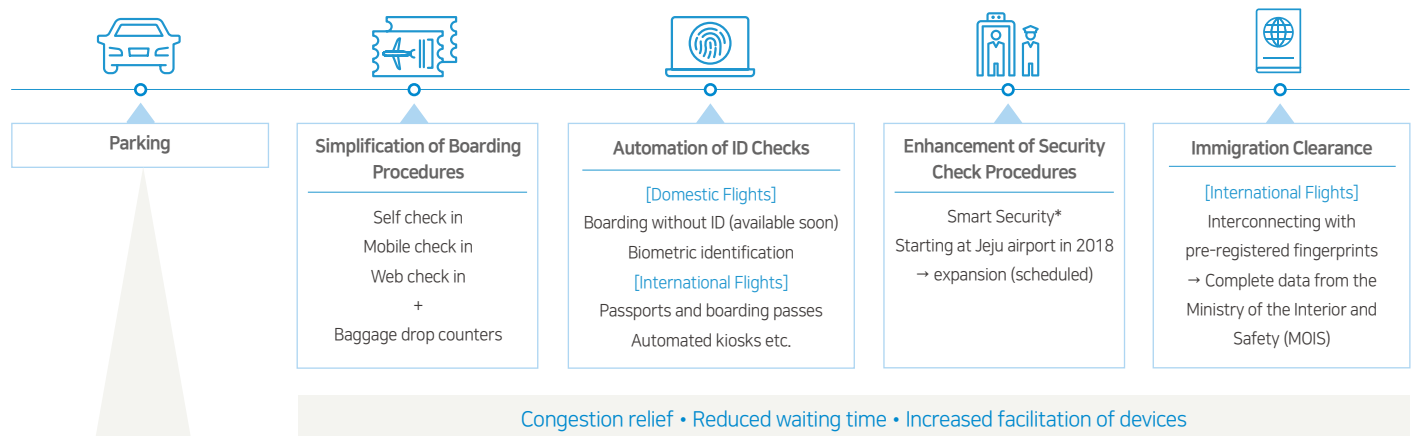 Parking
Simplification of Boarding
Procedures
Self check in
Mobile check in
Web check in
+
Baggage drop counters
Automation of ID Checks
[Domestic Flights]
Boarding without ID (available soon)
Biometric identification
[International Flights]
Passports and boarding passes
Automated kiosks etc.
Enhancement of Security
Check Procedures
Smart Security*
Starting at Jeju airport in 2018
→ expansion (scheduled)
Immigration Clearance
[International Flights]
Interconnecting with
pre-registered fingerprints
→ Complete data from the
Ministry of the Interior and
Safety (MOIS)
Congestion relief • Reduced waiting time • Increased facilitation of devices